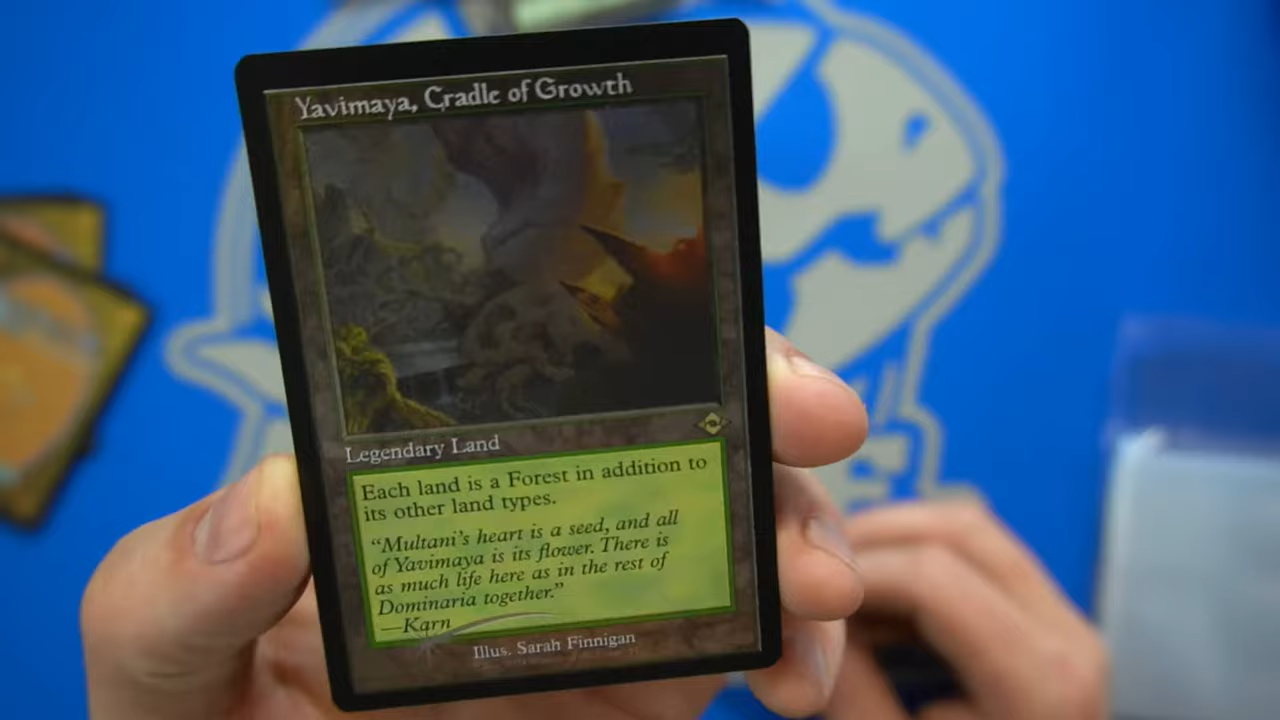 Yavimaya, Cradle of Growth
Legendary Land
Each land is a Forest in addition to
its other land types.
“Multani’s heart is a seed, and all
of Yavimaya is its flower. There is
as much life here as in the rest of
Dominaria together.”
—Karn
Illus. Sarah Finnigan